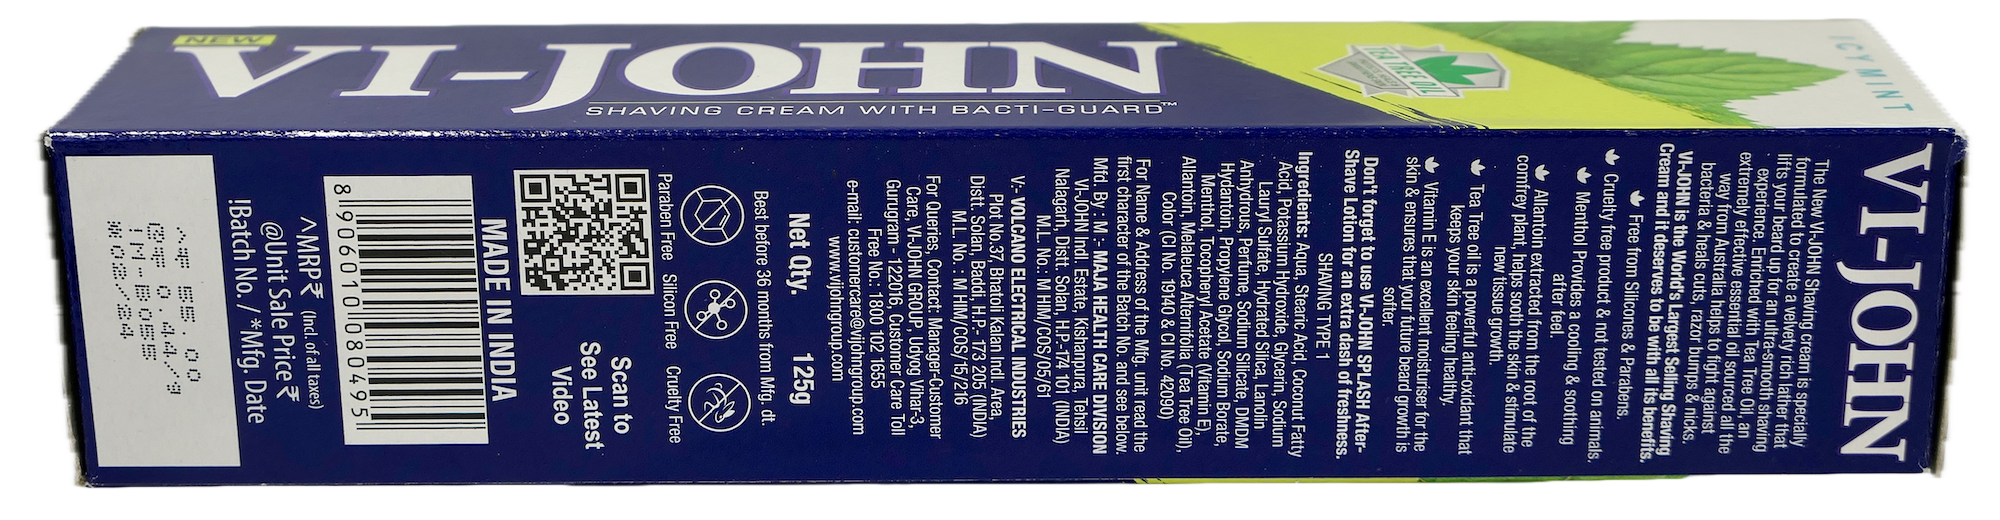 NEW
VI-JOHN
SHAVING CREAM WITH BACTI-GUARD™
TEA TREE OIL
ICY MINT
VI-JOHN
The New VI-JOHN Shaving cream is specially
formulated to create a velvety rich lather that
lifts your beard up for an ultra-smooth shaving
experience. Enriched with Tea Tree Oil, an
extremely effective essential oil sourced all the
way from Australia helps to fight against
bacteria & heals cuts, razor bumps & nicks.
VI-JOHN is the World's Largest Selling Shaving
Cream and it deserves to be with all its benefits.
Free from Silicones & Parabens.
Cruelty free product & not tested on animals.
Menthol Provides a cooling & soothing
after feel.
Allantoin extracted from the root of the
comfrey plant, helps sooth the skin & stimulate
new tissue growth.
Tea Tree oil is a powerful anti-oxidant that
keeps your skin feeling healthy.
Vitamin E is an excellent moisturiser for the
skin & ensures that your future beard growth is
softer.
Don't forget to use VI-JOHN SPLASH After-
Shave Lotion for an extra dash of freshness.
SHAVING TYPE 1
Ingredients: Aqua, Stearic Acid, Coconut Fatty
Acid, Potassium Hydroxide, Glycerin, Sodium
Lauryl Sulfate, Hydrated Silica, Lanolin
Anhydrous, Perfume, Sodium Silicate, DMDM
Hydantoin, Propylene Glycol, Sodium Borate,
Menthol, Tocopheryl Acetate (Vitamin E),
Allantoin, Melaleuca Alternifolia (Tea Tree Oil),
Color (CI No. 19140 & CI No. 42090)
For Name & Address of the Mfg. unit read the
first character of the Batch No. and see below.
Mfd. By : M :- MAJA HEALTH CARE DIVISION
VI-JOHN Indl. Estate, Kishanpura, Tehsil
Nalagarh, Distt. Solan, H.P.-174 101 (INDIA)
M.L. No.: M HIM/COS/05/61
V:- VOLCANO ELECTRICAL INDUSTRIES
Plot No.37, Bhatoli Kalan Indl. Area,
Distt. Solan, Baddi, H.P.-173 205 (INDIA)
M.L. No. : M HIM/COS/15/216
For Queries, Contact: Manager-Customer
Care, VI-JOHN GROUP, Udyog Vihar-3,
Gurugram - 122016, Customer Care Toll
Free No.: 1800 102 1655
e-mail: customercare@vijohngroup.com
www.vijohngroup.com
Net Qty. 125g
Best before 36 months from Mfg. dt.
Paraben Free Silicon Free Cruelty Free
Scan to
See Latest
Video
MADE IN INDIA
8 906010 080495
^MRP₹ (Incl. of all taxes)
@Unit Sale Price₹
!Batch No. / *Mfg. Date
^₹ 55.00
@₹ 0.44/g
!M-B055
*02/24